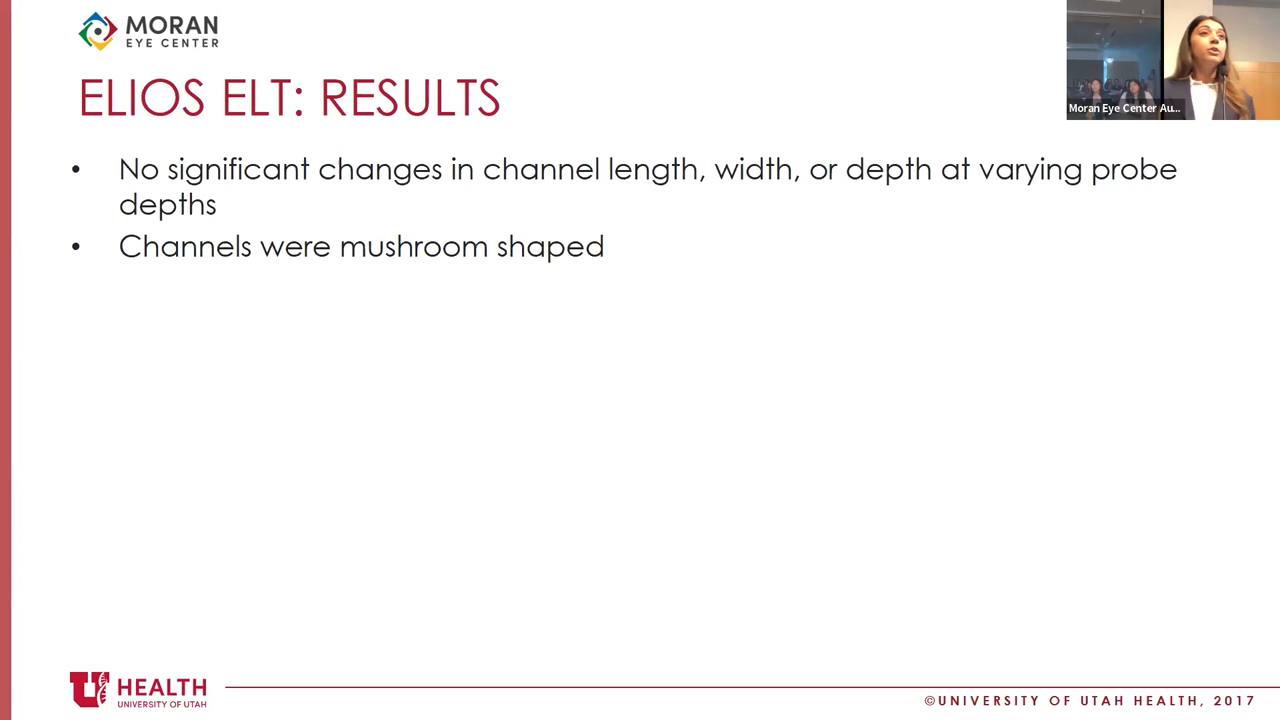 MORAN
EYE CENTER
Moran Eye Center Au...
ELIOS ELT: RESULTS
• No significant changes in channel length, width, or depth at varying probe
depths
• Channels were mushroom shaped
U HEALTH
UNIVERSITY OF UTAH
©UNIVERSITY OF UTAH HEALTH, 2017